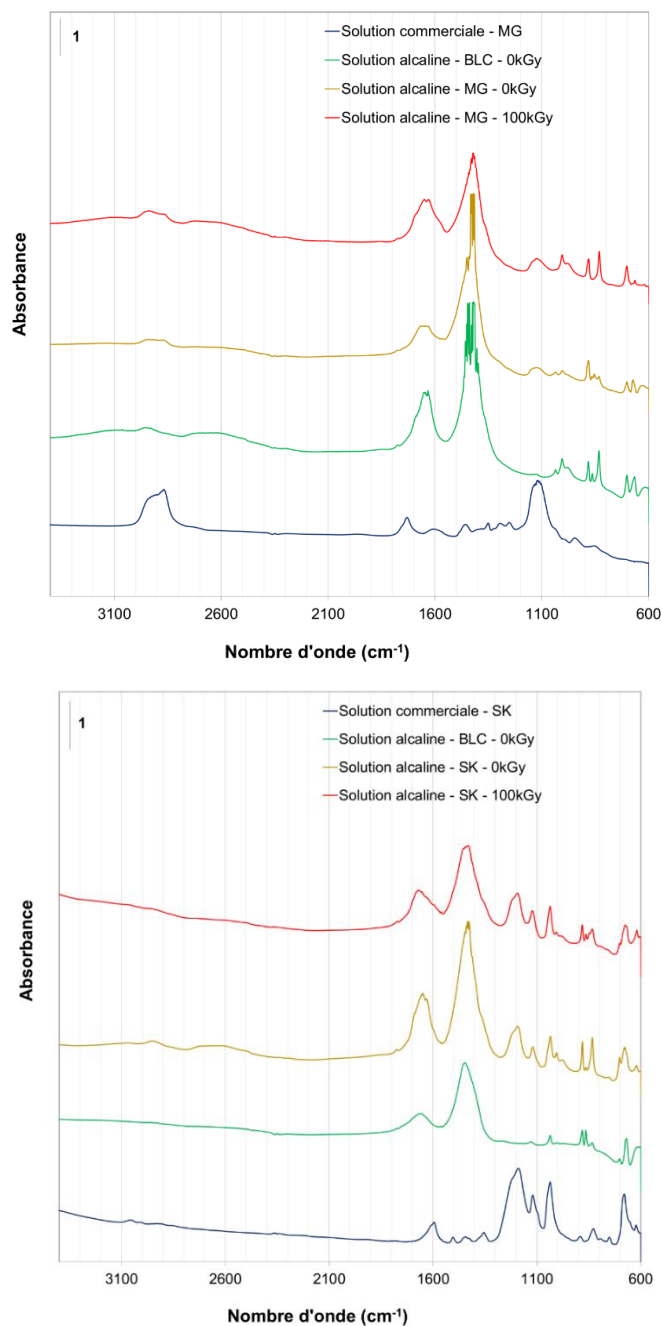 1
Solution commerciale - MG
Solution alcaline - BLC - 0kGy
Solution alcaline - MG - 0kGy
Solution alcaline - MG - 100kGy
Absorbance
3100 2600 2100 1600 1100 600
Nombre d'onde (cm-1)
1
Solution commerciale - SK
Solution alcaline - BLC - 0kGy
Solution alcaline - SK - 0kGy
Solution alcaline - SK - 100kGy
Absorbance
3100 2600 2100 1600 1100 600
Nombre d'onde (cm-1)